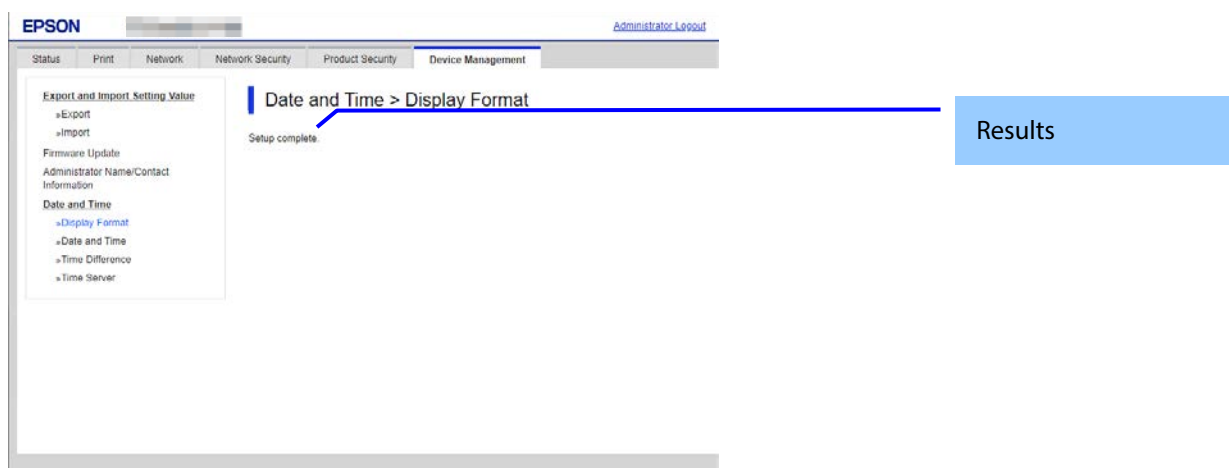 EPSON
Administrator Logout
Status Print Network Network Security Product Security Device Management
Export and Import Setting Value
»Export
»Import
Firmware Update
Administrator Name/Contact
Information
Date and Time
»Display Format
»Date and Time
»Time Difference
»Time Server
Date and Time > Display Format
Setup complete.
Results